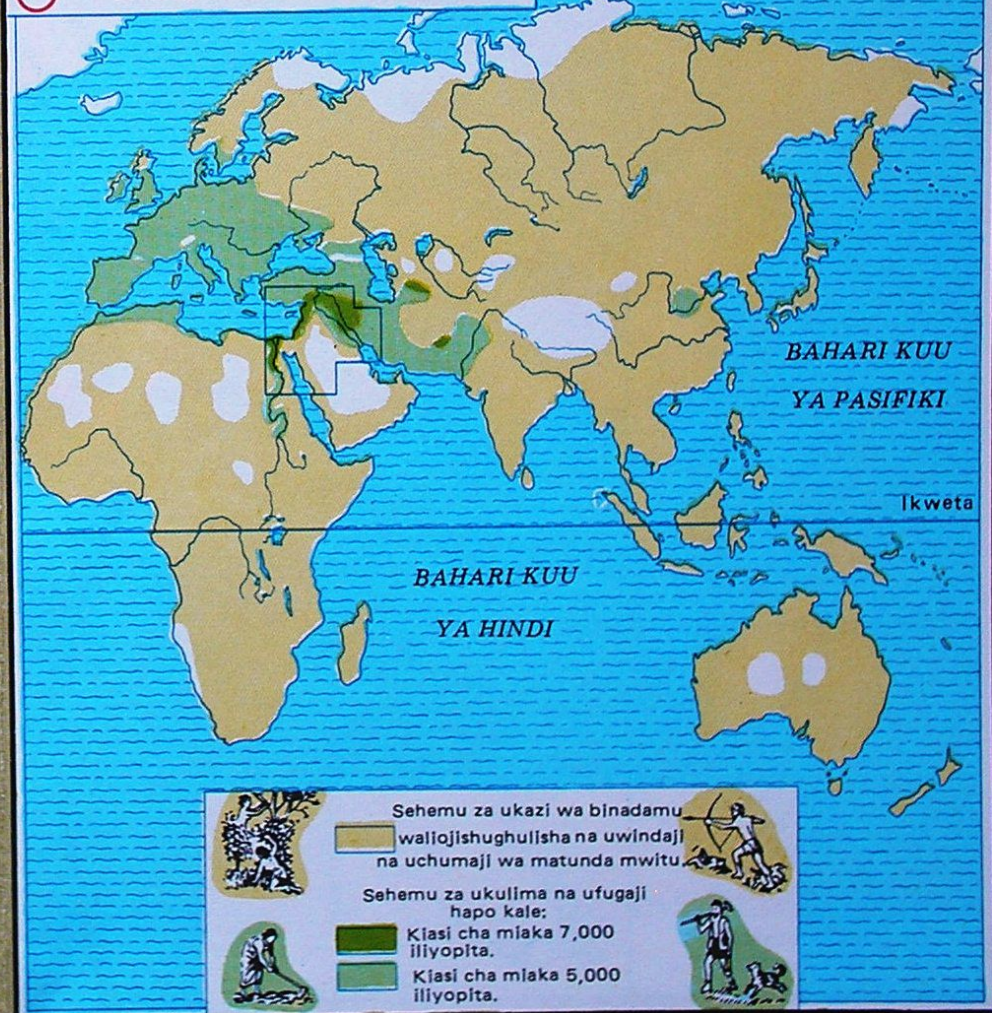 BAHARI KUU
YA PASIFIKI
Ikweta
BAHARI KUU
YA HINDI
Sehemu za ukazi wa binadamu
waliojishughulisha na uwindaji
na uchumaji wa matunda mwitu.
Sehemu za ukulima na ufugaji
hapo kale:
Kiasi cha miaka 7,000
iliyopita.
Kiasi cha miaka 5,000
iliyopita.